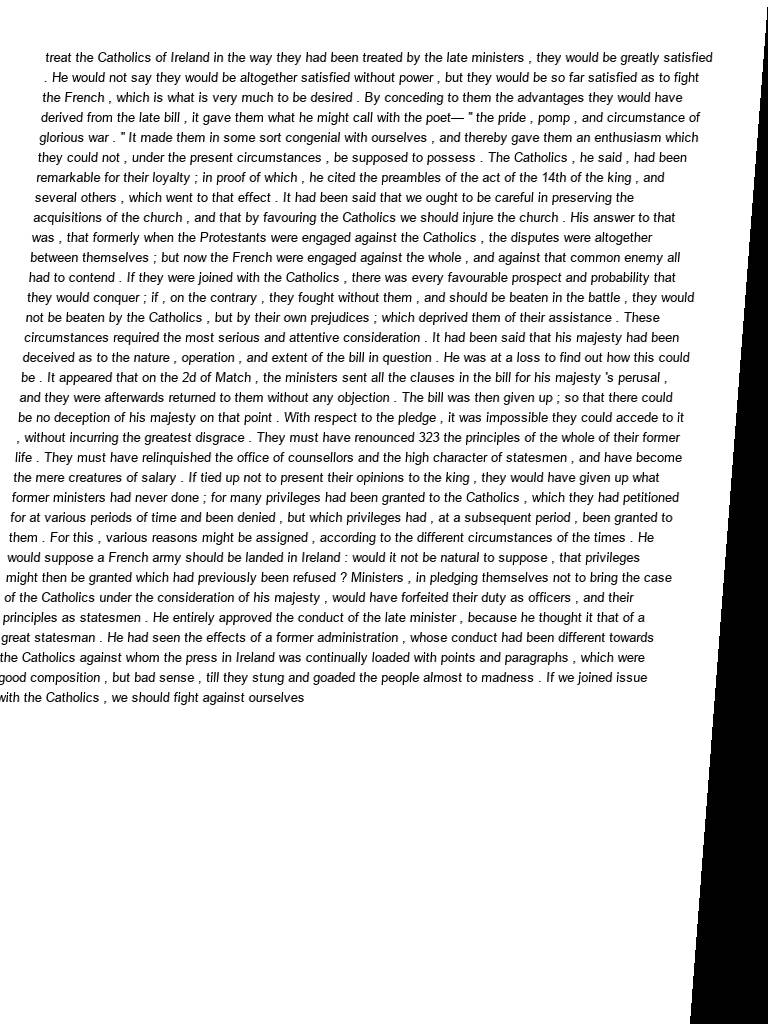 treat the Catholics of Ireland in the way they had been treated by the late ministers , they would be greatly satisfied
. He would not say they would be altogether satisfied without power , but they would be so far satisfied as to fight
the French , which is what is very much to be desired . By conceding to them the advantages they would have
derived from the late bill , it gave them what he might call with the poet— " the pride , pomp , and circumstance of
glorious war . " It made them in some sort congenial with ourselves , and thereby gave them an enthusiasm which
they could not , under the present circumstances , be supposed to possess . The Catholics , he said , had been
remarkable for their loyalty ; in proof of which , he cited the preambles of the act of the 14th of the king , and
several others , which went to that effect . It had been said that we ought to be careful in preserving the
acquisitions of the church , and that by favouring the Catholics we should injure the church . His answer to that
was , that formerly when the Protestants were engaged against the Catholics , the disputes were altogether
between themselves ; but now the French were engaged against the whole , and against that common enemy all
had to contend . If they were joined with the Catholics , there was every favourable prospect and probability that
they would conquer ; if , on the contrary , they fought without them , and should be beaten in the battle , they would
not be beaten by the Catholics , but by their own prejudices ; which deprived them of their assistance . These
circumstances required the most serious and attentive consideration . It had been said that his majesty had been
deceived as to the nature , operation , and extent of the bill in question . He was at a loss to find out how this could
be . It appeared that on the 2d of Match , the ministers sent all the clauses in the bill for his majesty 's perusal ,
and they were afterwards returned to them without any objection . The bill was then given up ; so that there could
be no deception of his majesty on that point . With respect to the pledge , it was impossible they could accede to it
, without incurring the greatest disgrace . They must have renounced 323 the principles of the whole of their former
life . They must have relinquished the office of counsellors and the high character of statesmen , and have become
the mere creatures of salary . If tied up not to present their opinions to the king , they would have given up what
former ministers had never done ; for many privileges had been granted to the Catholics , which they had petitioned
for at various periods of time and been denied , but which privileges had , at a subsequent period , been granted to
them . For this , various reasons might be assigned , according to the different circumstances of the times . He
would suppose a French army should be landed in Ireland : would it not be natural to suppose , that privileges
might then be granted which had previously been refused ? Ministers , in pledging themselves not to bring the case
of the Catholics under the consideration of his majesty , would have forfeited their duty as officers , and their
principles as statesmen . He entirely approved the conduct of the late minister , because he thought it that of a
great statesman . He had seen the effects of a former administration , whose conduct had been different towards
the Catholics against whom the press in Ireland was continually loaded with points and paragraphs , which were
good composition , but bad sense , till they stung and goaded the people almost to madness . If we joined issue
with the Catholics , we should fight against ourselves